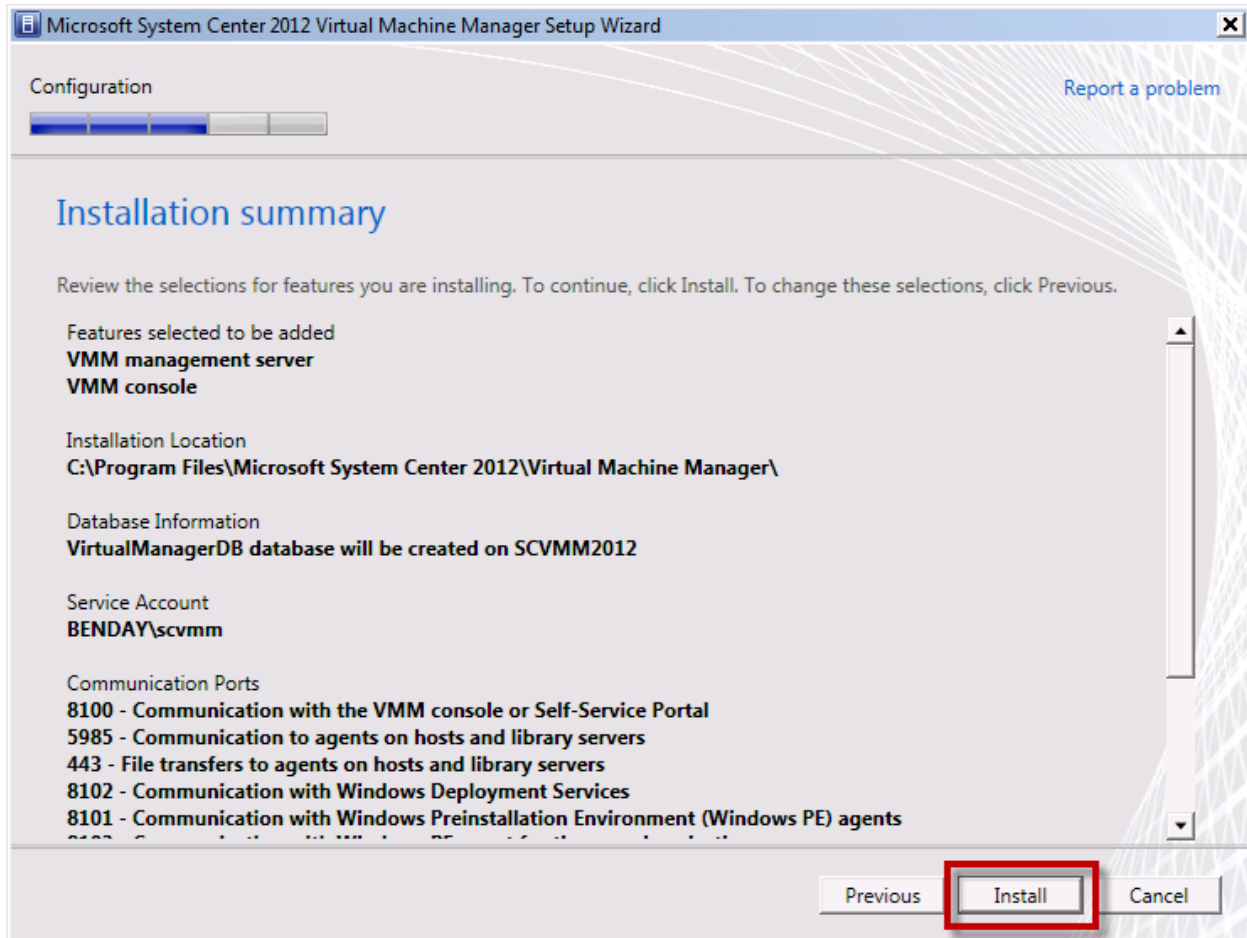 Microsoft System Center 2012 Virtual Machine Manager Setup Wizard
Configuration
Report a problem
Installation summary
Review the selections for features you are installing. To continue, click Install. To change these selections, click Previous.
Features selected to be added
VMM management server
VMM console
Installation Location
C:\Program Files\Microsoft System Center 2012\Virtual Machine Manager\
Database Information
VirtualManagerDB database will be created on SCVMM2012
Service Account
BENDAY\scvmm
Communication Ports
8100 - Communication with the VMM console or Self-Service Portal
5985 - Communication to agents on hosts and library servers
443 - File transfers to agents on hosts and library servers
8102 - Communication with Windows Deployment Services
8101 - Communication with Windows Preinstallation Environment (Windows PE) agents
Previous
Install
Cancel